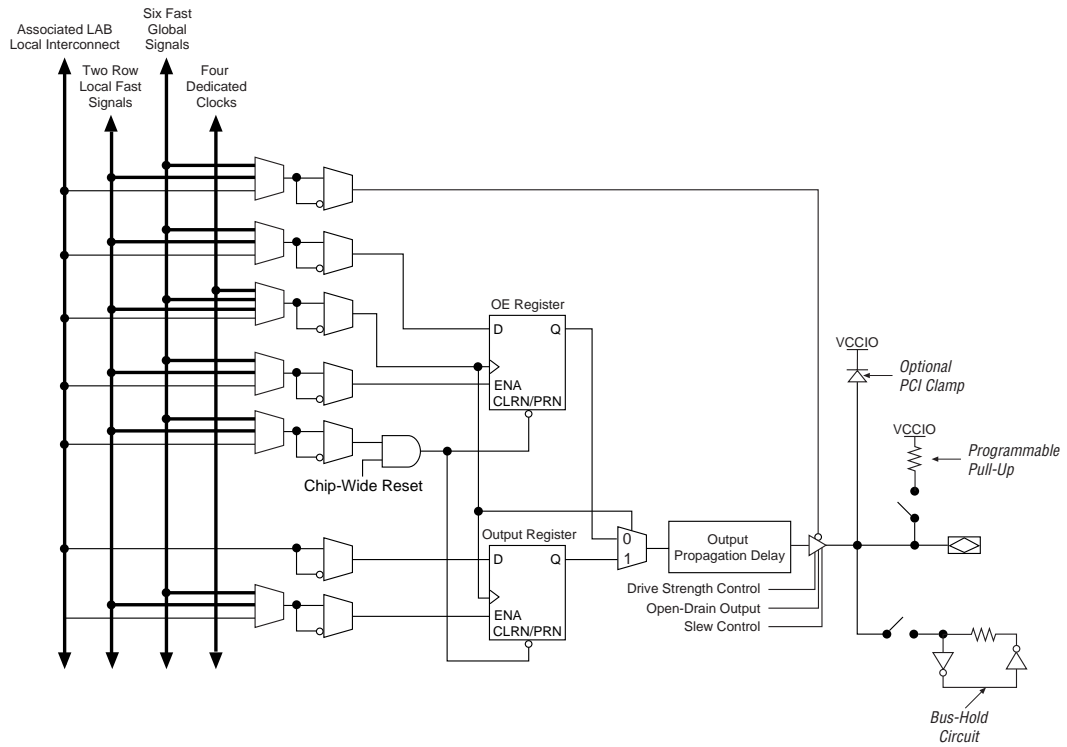 Six Fast
Global
Signals
Associated LAB
Local Interconnect
Two Row
Local Fast
Signals
Four
Dedicated
Clocks
OE Register
D
Q
ENA
CLRN/PRN
VCCIO
Optional
PCI Clamp
VCCIO
Programmable
Pull-Up
Chip-Wide Reset
Output Register
D
Q
ENA
CLRN/PRN
0
1
Output
Propagation Delay
Drive Strength Control
Open-Drain Output
Slew Control
Bus-Hold
Circuit